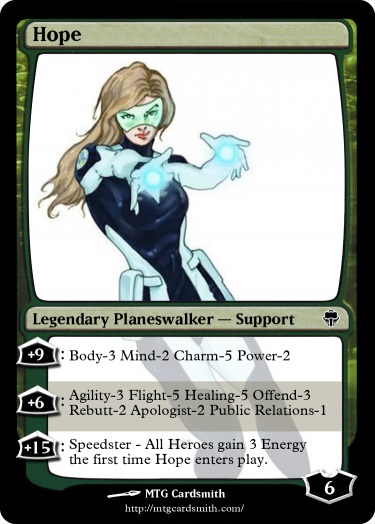 Hope
Legendary Planeswalker — Support
+9 : Body-3 Mind-2 Charm-5 Power-2
+6 : Agility-3 Flight-5 Healing-5 Offend-3
Rebutt-2 Apologist-2 Public Relations-1
+15 : Speedster - All Heroes gain 3 Energy
the first time Hope enters play.
6
MTG Cardsmith
http://mtgcardsmith.com/